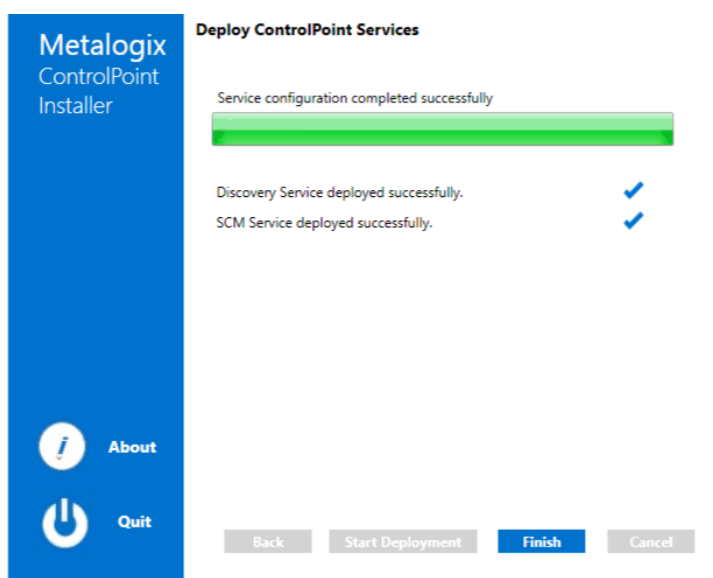 Metalogix
ControlPoint
Installer
Deploy ControlPoint Services
Service configuration completed successfully
Discovery Service deployed successfully.
SCM Service deployed successfully.
i About
Quit
Back Start Deployment Finish Cancel